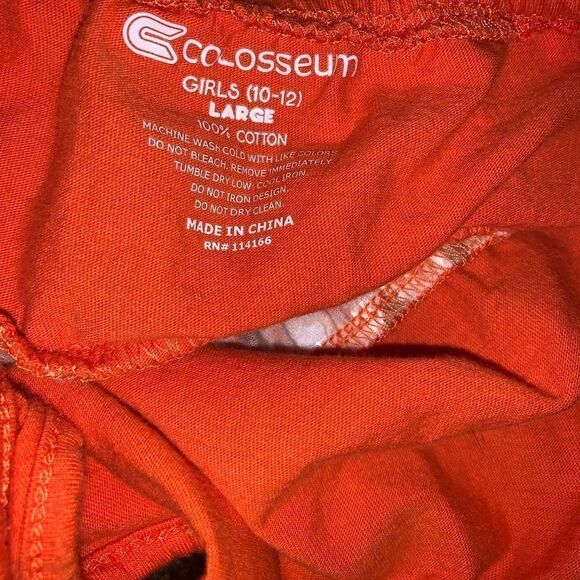 COLOSSEUM
GIRLS (10-12)
LARGE
100% COTTON
MACHINE WASH COLD WITH LIKE COLORS
DO NOT BLEACH. REMOVE IMMEDIATELY.
TUMBLE DRY LOW. COOL IRON.
DO NOT IRON DESIGN.
DO NOT DRY CLEAN.
MADE IN CHINA
RN# 114166